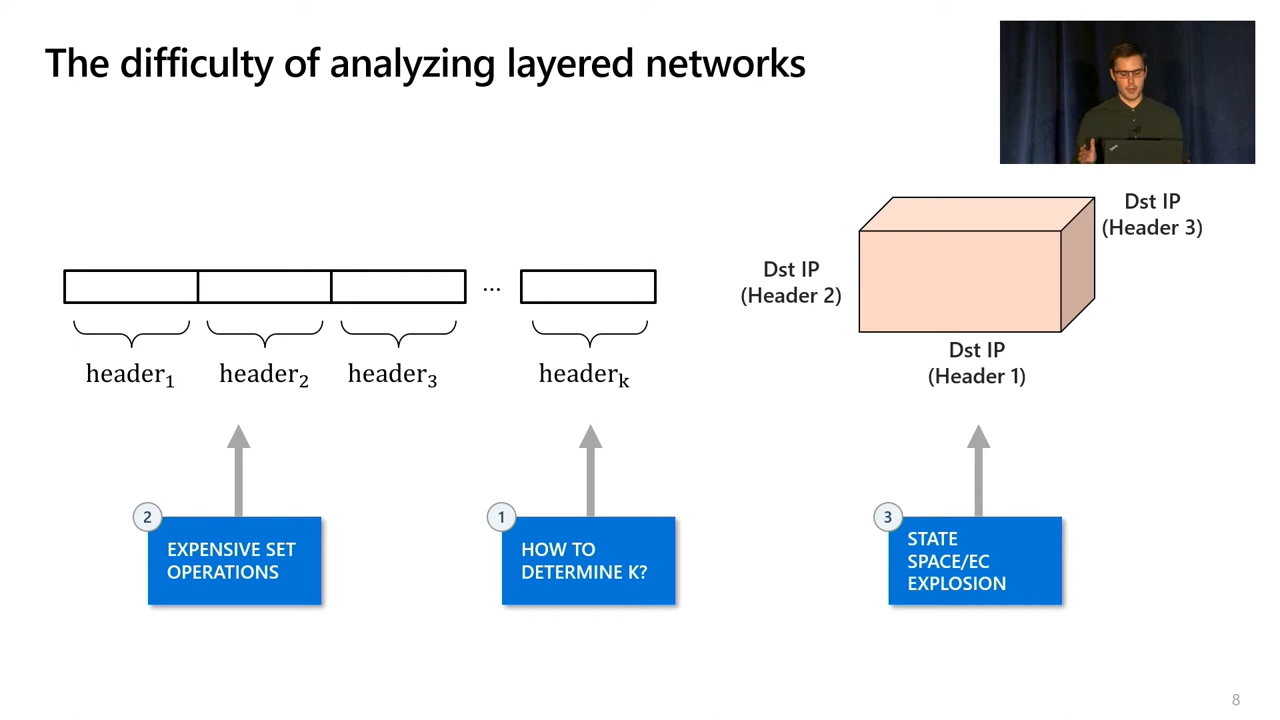 The difficulty of analyzing layered networks
Dst IP
(Header 3)
Dst IP
(Header 2)
...
header₁
header₂
header₃
headerₖ
Dst IP
(Header 1)
2
EXPENSIVE SET
OPERATIONS
1
HOW TO
DETERMINE K?
3
STATE
SPACE/EC
EXPLOSION
8